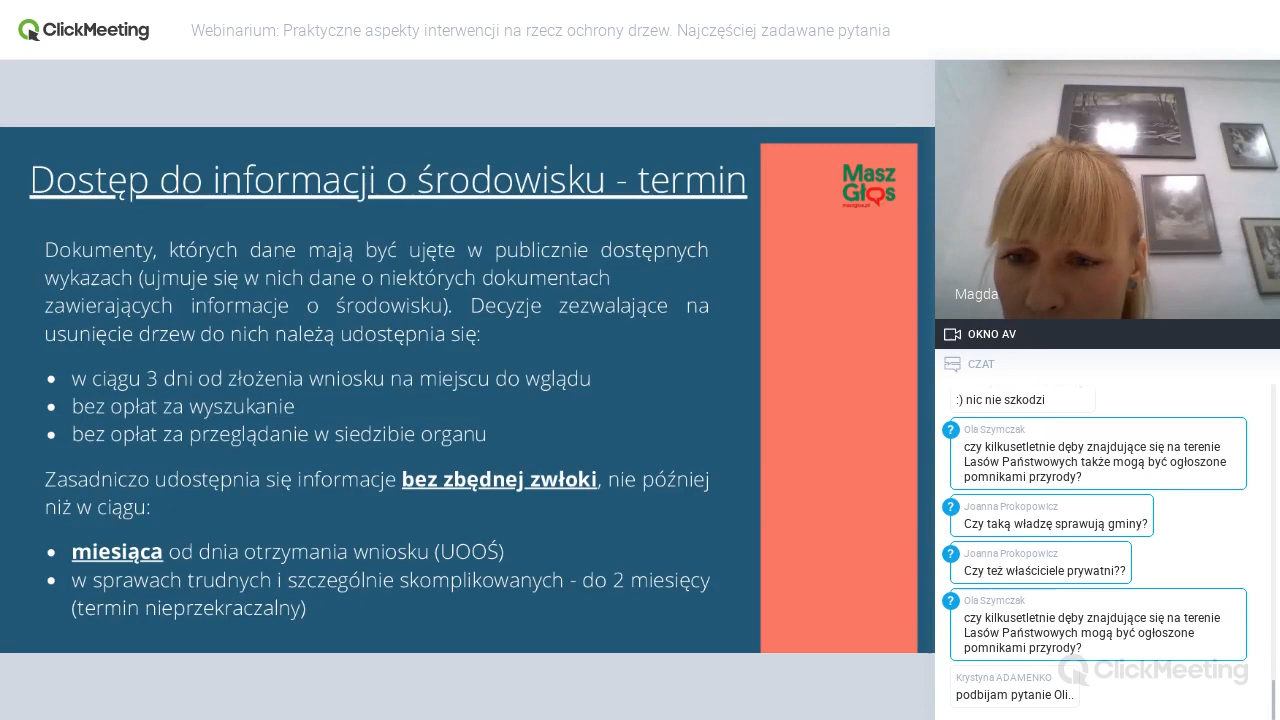 ClickMeeting
Webinarium: Praktyczne aspekty interwencji na rzecz ochrony drzew. Najczęściej zadawane pytania
Dostęp do informacji o środowisku - termin
Masz
Głos
Dokumenty, których dane mają być ujęte w publicznie dostępnych
wykazach (ujmuje się w nich dane o niektórych dokumentach
zawierających informacje o środowisku). Decyzje zezwalające na
usunięcie drzew do nich należą udostępnia się:
• w ciągu 3 dni od złożenia wniosku na miejscu do wglądu
• bez opłat za wyszukanie
• bez opłat za przeglądanie w siedzibie organu
Zasadniczo udostępnia się informacje bez zbędnej zwłoki, nie później
niż w ciągu:
• miesiąca od dnia otrzymania wniosku (UOOŚ)
• w sprawach trudnych i szczególnie skomplikowanych - do 2 miesięcy
(termin nieprzekraczalny)
Magda
OKNO AV
CZAT
:) nic nie szkodzi
?
Ola Szymczak
czy kilkusetletnie dęby znajdujące się na terenie
Lasów Państwowych także mogą być ogłoszone
pomnikami przyrody?
?
Joanna Prokopowicz
Czy taką władzę sprawują gminy?
?
Joanna Prokopowicz
Czy też właściciele prywatni??
?
Ola Szymczak
czy kilkusetletnie dęby znajdujące się na terenie
Lasów Państwowych mogą być ogłoszone
pomnikami przyrody?
ClickMeeting
Krystyna ADAMENKO
podbijam pytanie Oli..